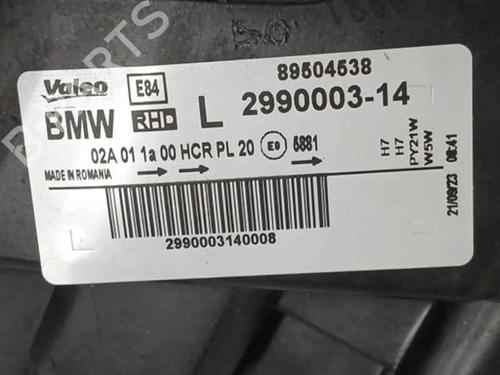 PARTS
Valeo E84 89504538
BMW RHD L 2990003-14
02A 01 1a 00 HCR PL 20 E9 5881
MADE IN ROMANIA
2990003140008
H7
H7
PY21W
W5W
21/09/23 08:41